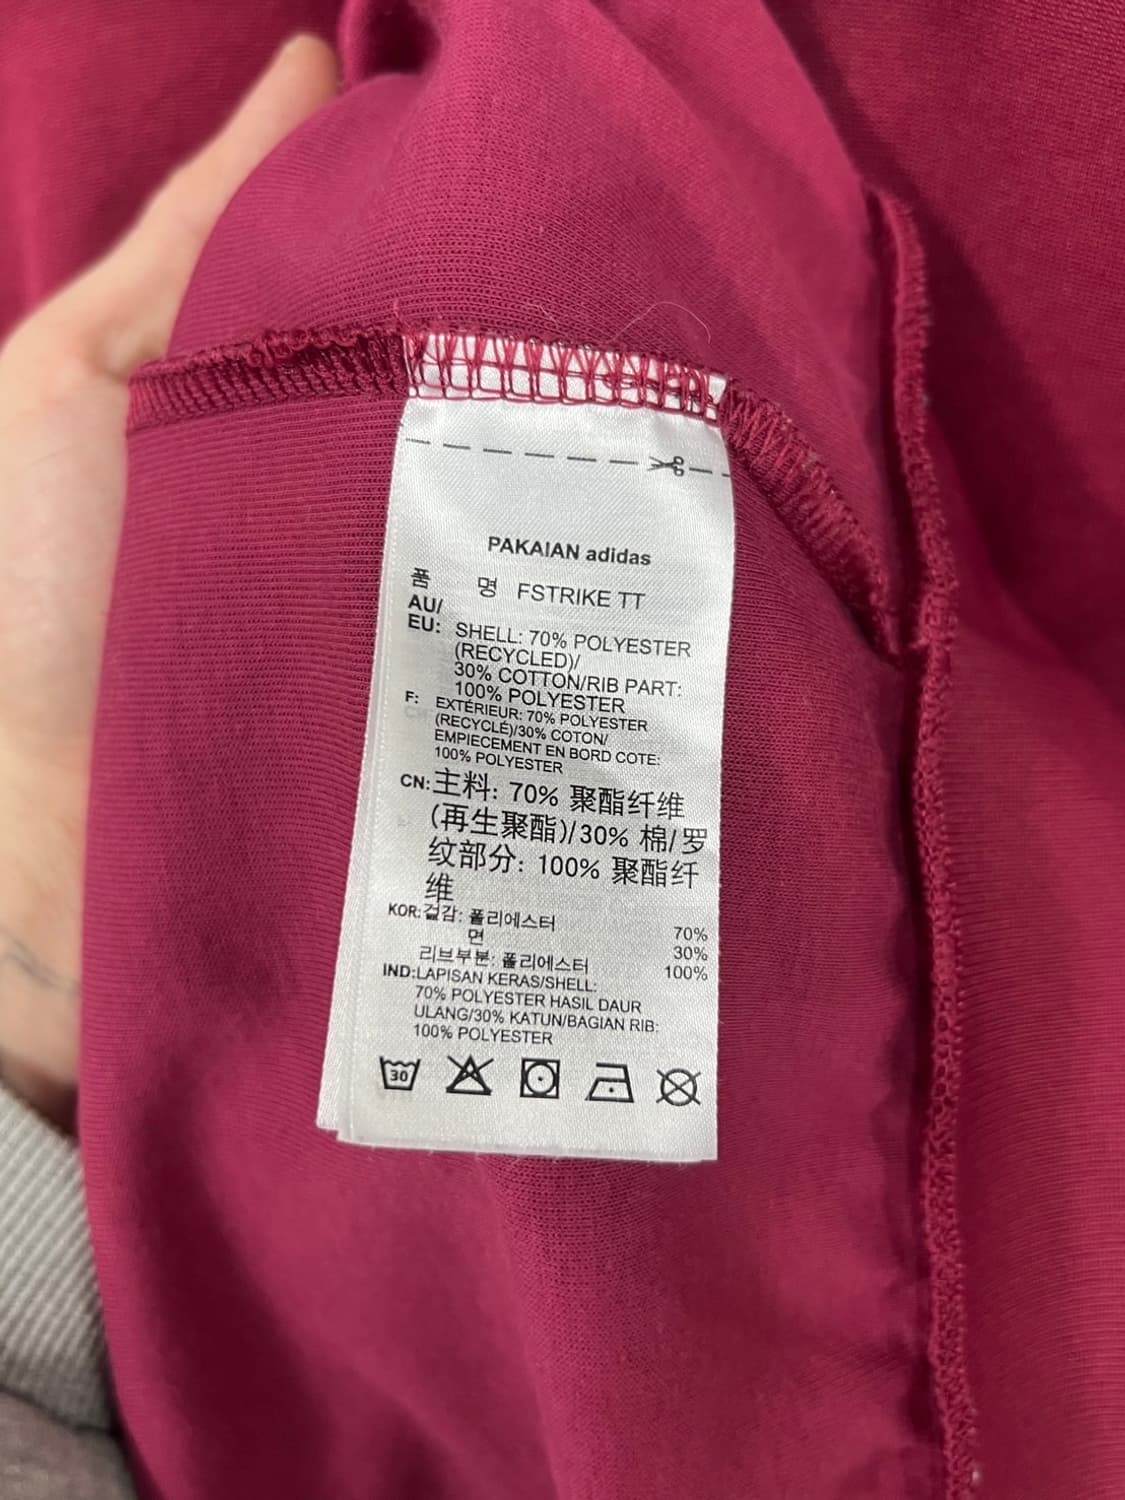 PAKAIAN adidas
품 명 FSTRIKE TT
AU/
EU: SHELL: 70% POLYESTER
(RECYCLED)/
30% COTTON/RIB PART:
100% POLYESTER
F: EXTÉRIEUR: 70% POLYESTER
(RECYCLÉ)/30% COTON/
EMPIECEMENT EN BORD COTE:
100% POLYESTER
CN: 主料: 70% 聚酯纤维
(再生聚酯)/30% 棉/罗
纹部分: 100% 聚酯纤
维
KOR: 겉감: 폴리에스터 70%
면 30%
리브부분: 폴리에스터 100%
IND: LAPISAN KERAS/SHELL:
70% POLYESTER HASIL DAUR
ULANG/30% KATUN/BAGIAN RIB:
100% POLYESTER
30